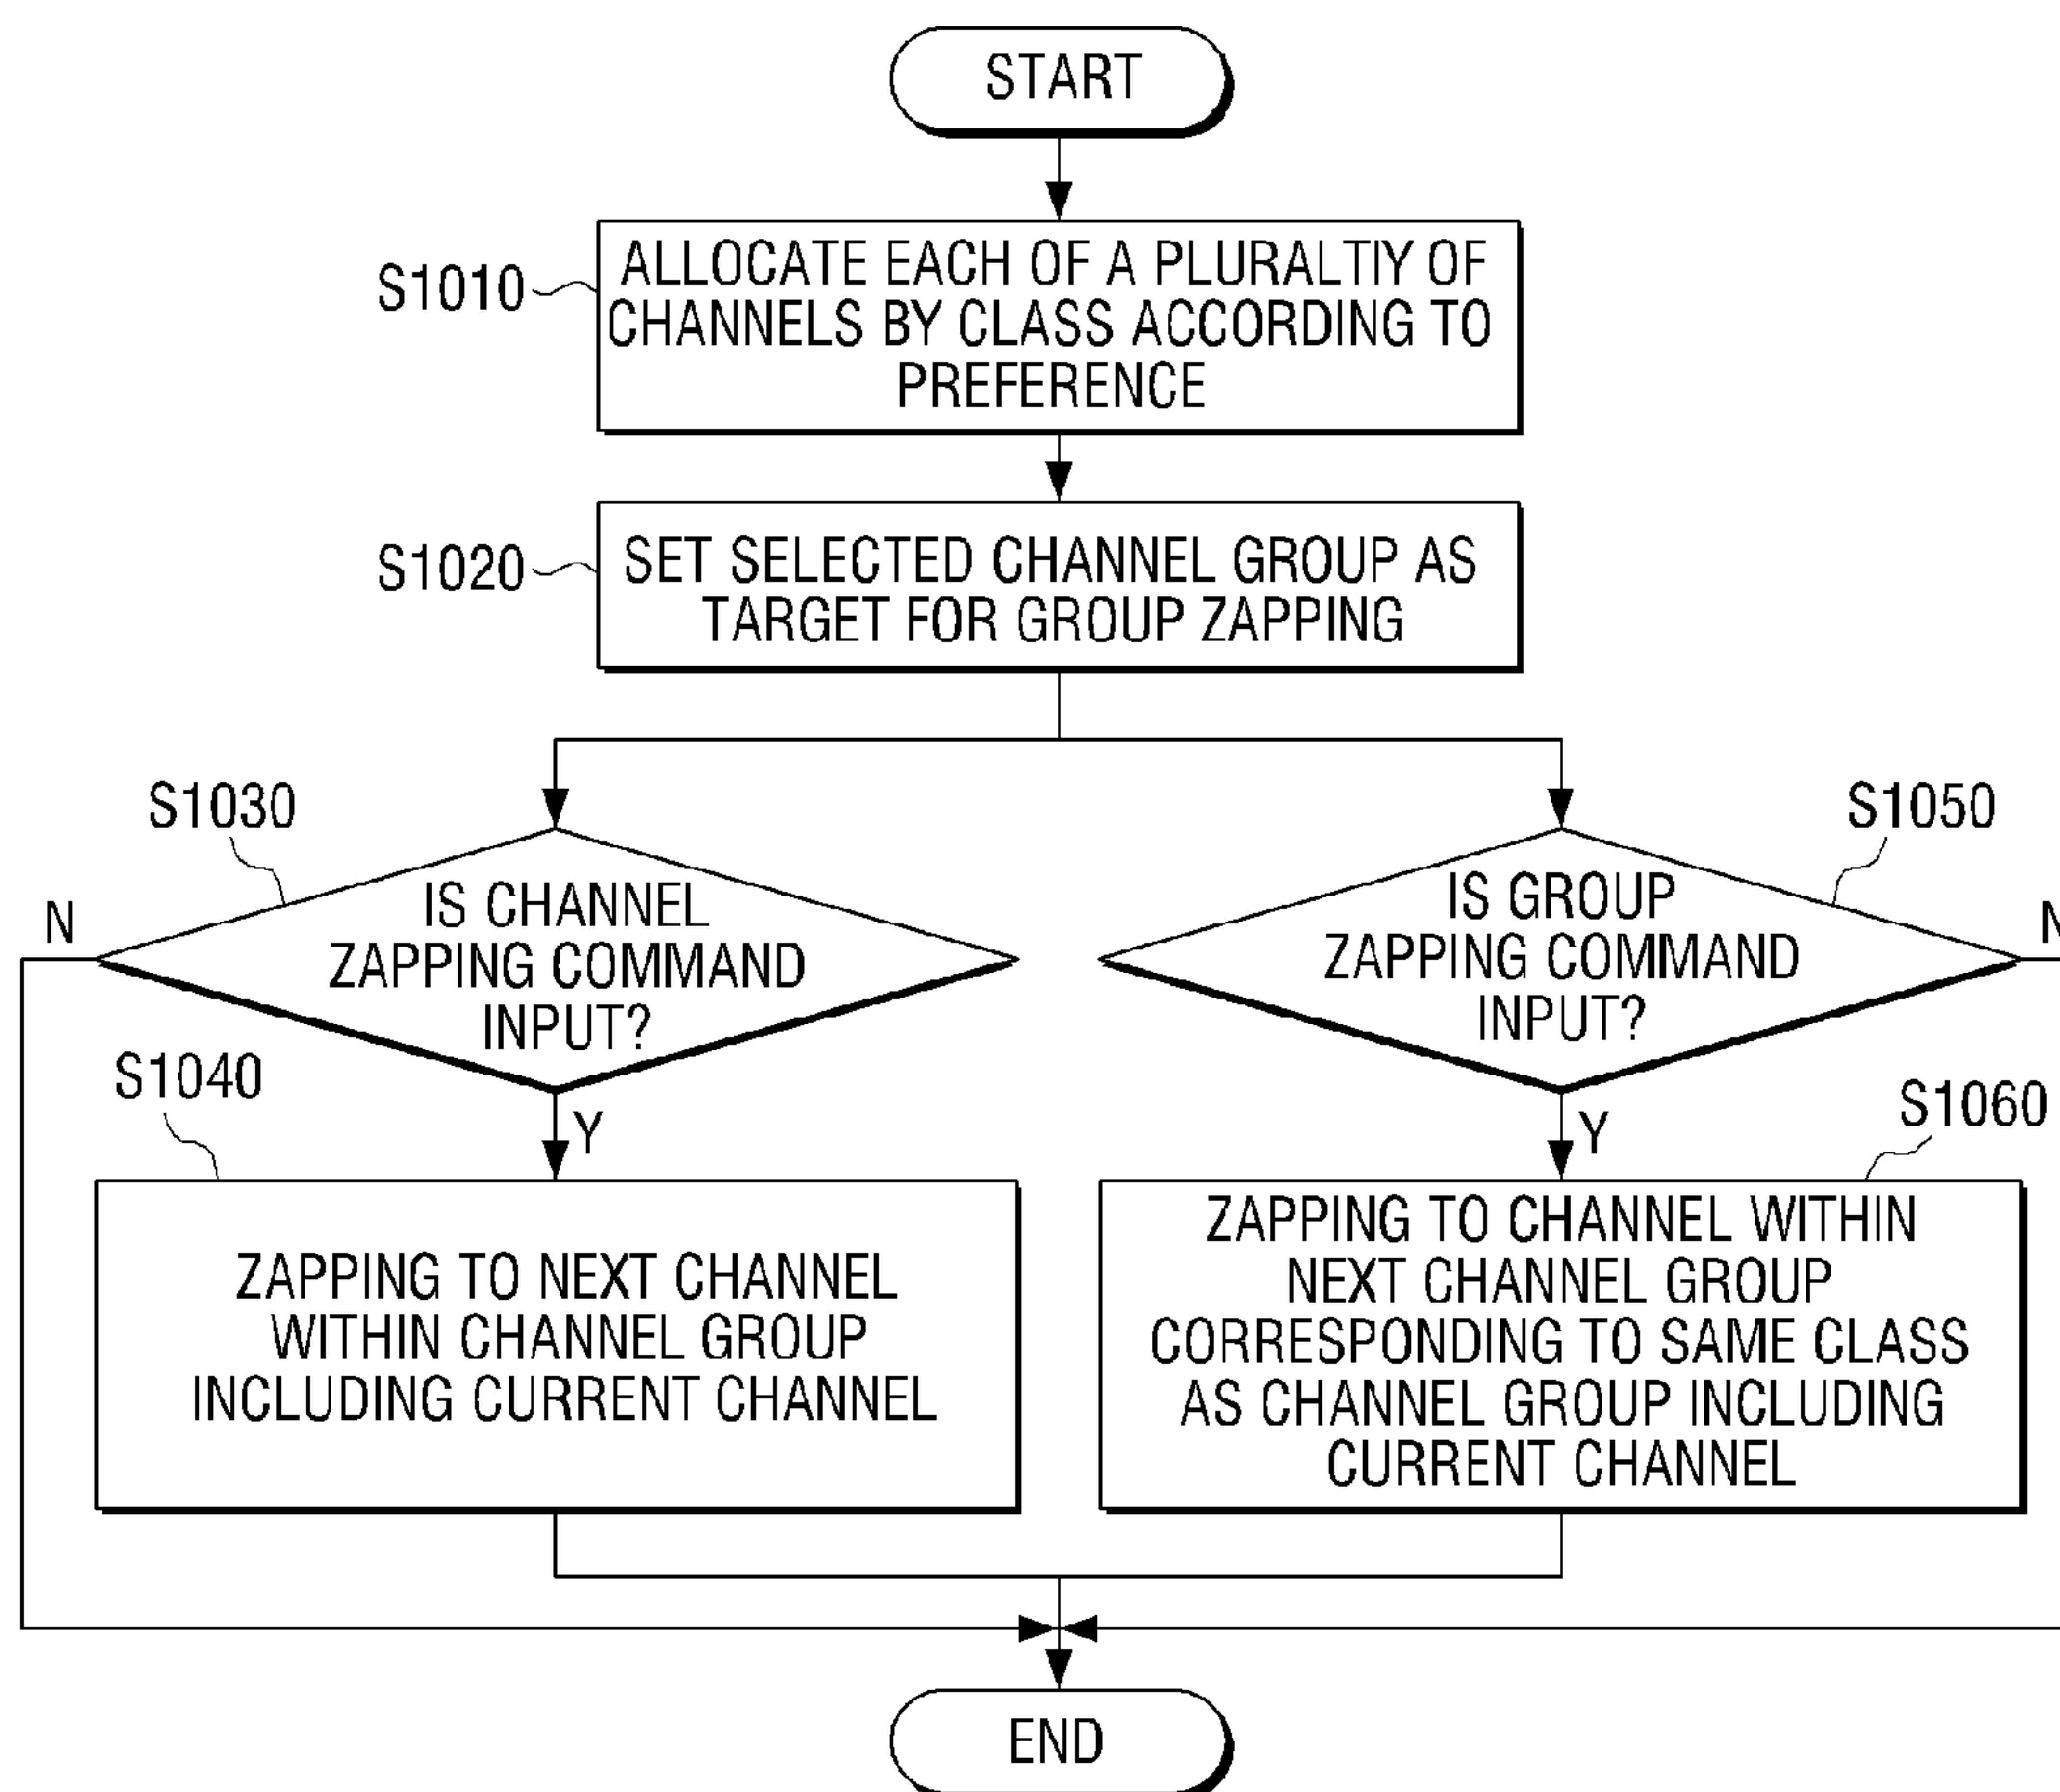 START
S1010
ALLOCATE EACH OF A PLURALTIY OF
CHANNELS BY CLASS ACCORDING TO
PREFERENCE
S1020
SET SELECTED CHANNEL GROUP AS
TARGET FOR GROUP ZAPPING
S1030
N
IS CHANNEL
ZAPPING COMMAND
INPUT?
S1050
IS GROUP
ZAPPING COMMAND
INPUT?
N
S1040
Y
ZAPPING TO NEXT CHANNEL
WITHIN CHANNEL GROUP
INCLUDING CURRENT CHANNEL
S1060
Y
ZAPPING TO CHANNEL WITHIN
NEXT CHANNEL GROUP
CORRESPONDING TO SAME CLASS
AS CHANNEL GROUP INCLUDING
CURRENT CHANNEL
END